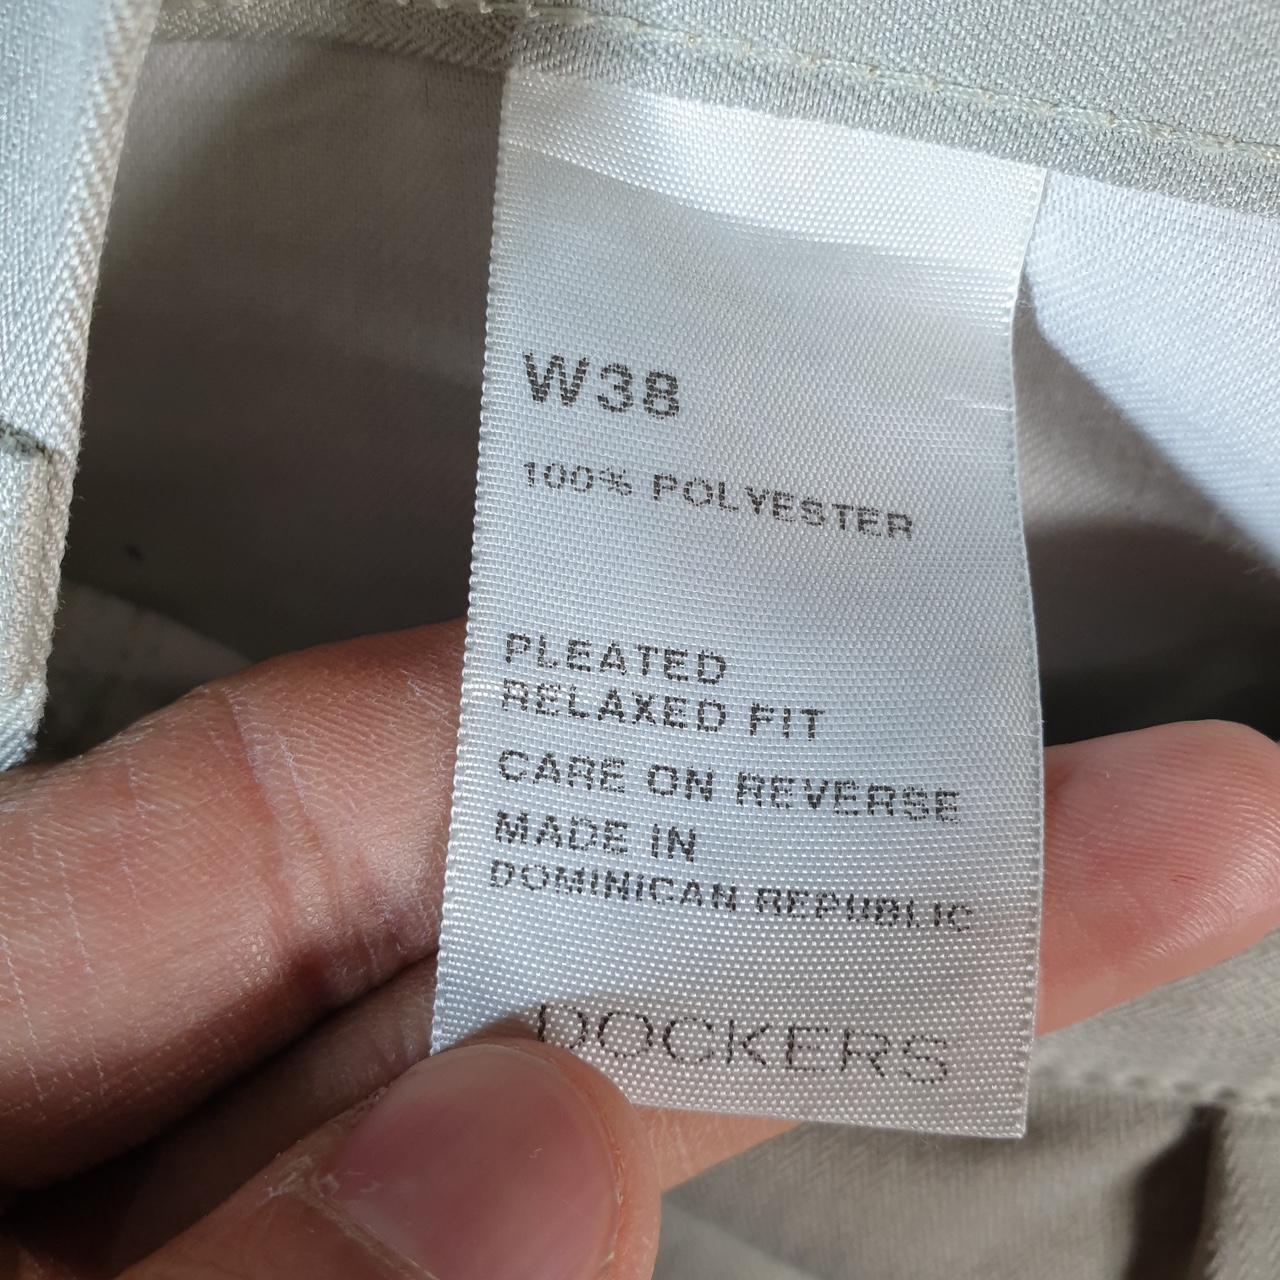 W38
100% POLYESTER
PLEATED
RELAXED FIT
CARE ON REVERSE
MADE IN
DOMINICAN REPUBLIC
DOCKERS